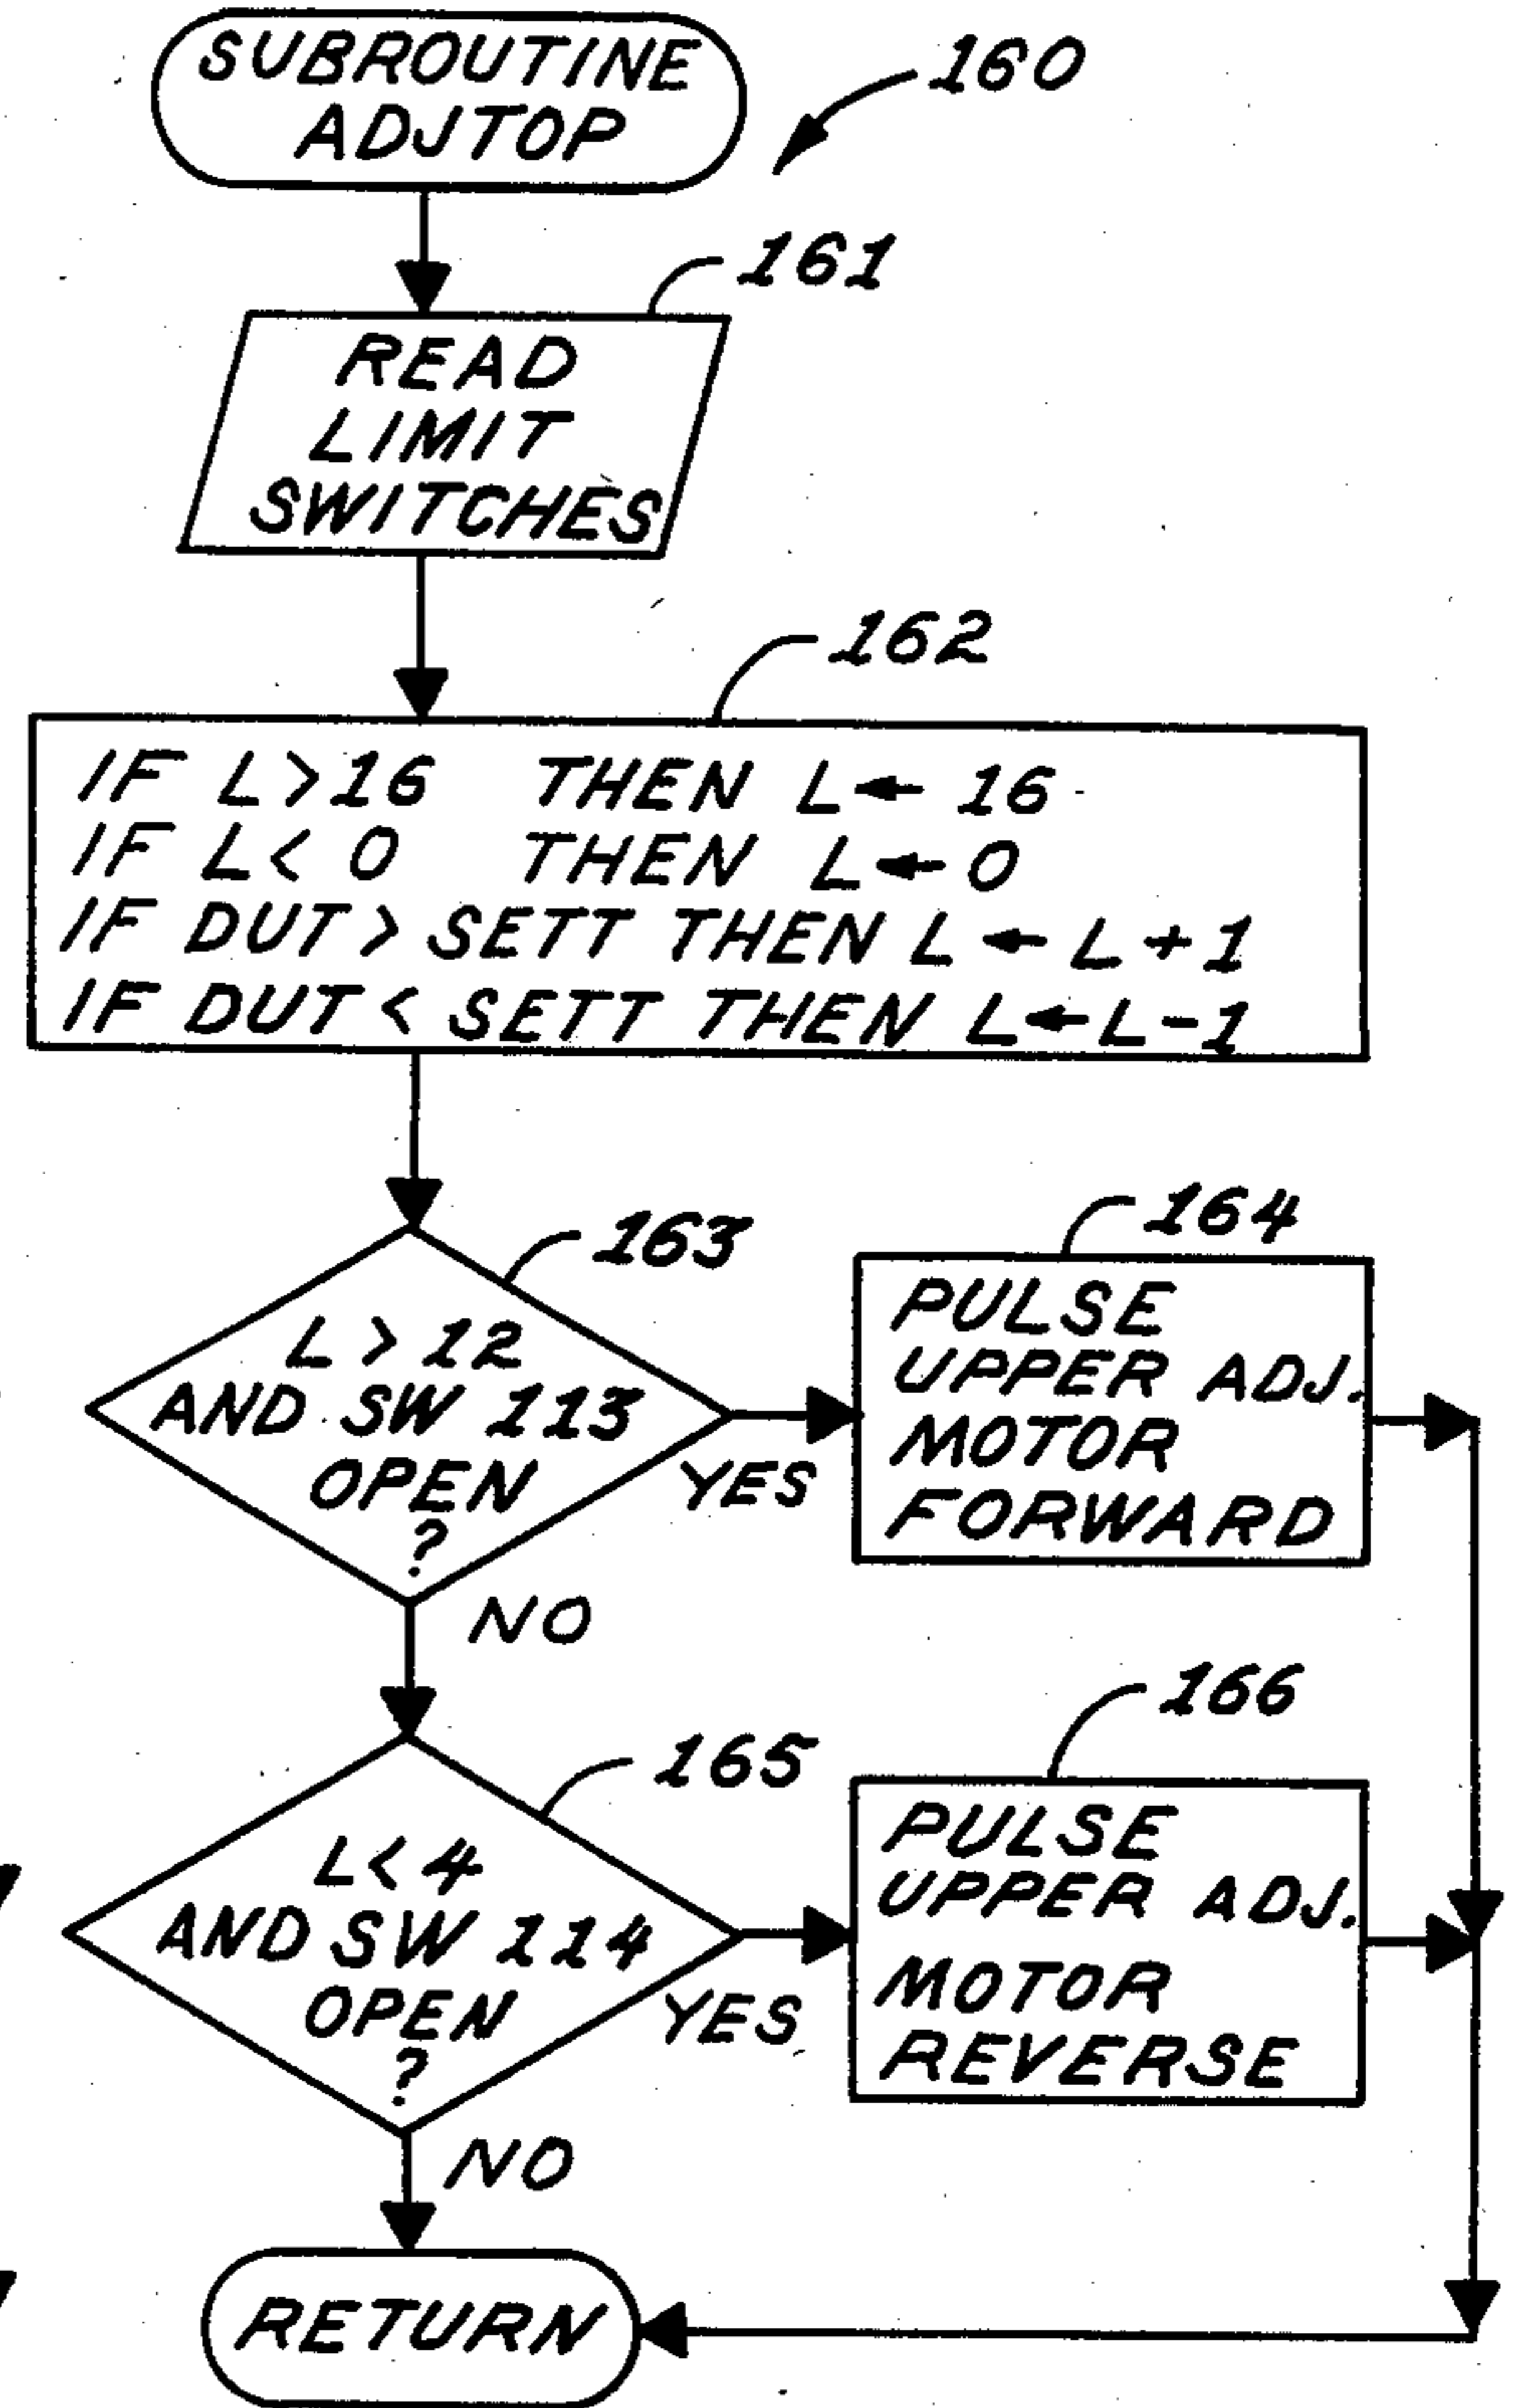 SUBROUTINE
ADJTOP
160
161
READ
LIMIT
SWITCHES
162
IF L > 16 THEN L ← 16
IF L < 0 THEN L ← 0
IF DUT > SETT THEN L ← L + 1
IF DUT < SETT THEN L ← L - 1
163
L > 12
AND SW 113
OPEN
?
YES
NO
164
PULSE
UPPER ADJ.
MOTOR
FORWARD
165
L < 4
AND SW 114
OPEN
?
YES
NO
166
PULSE
UPPER ADJ.
MOTOR
REVERSE
RETURN